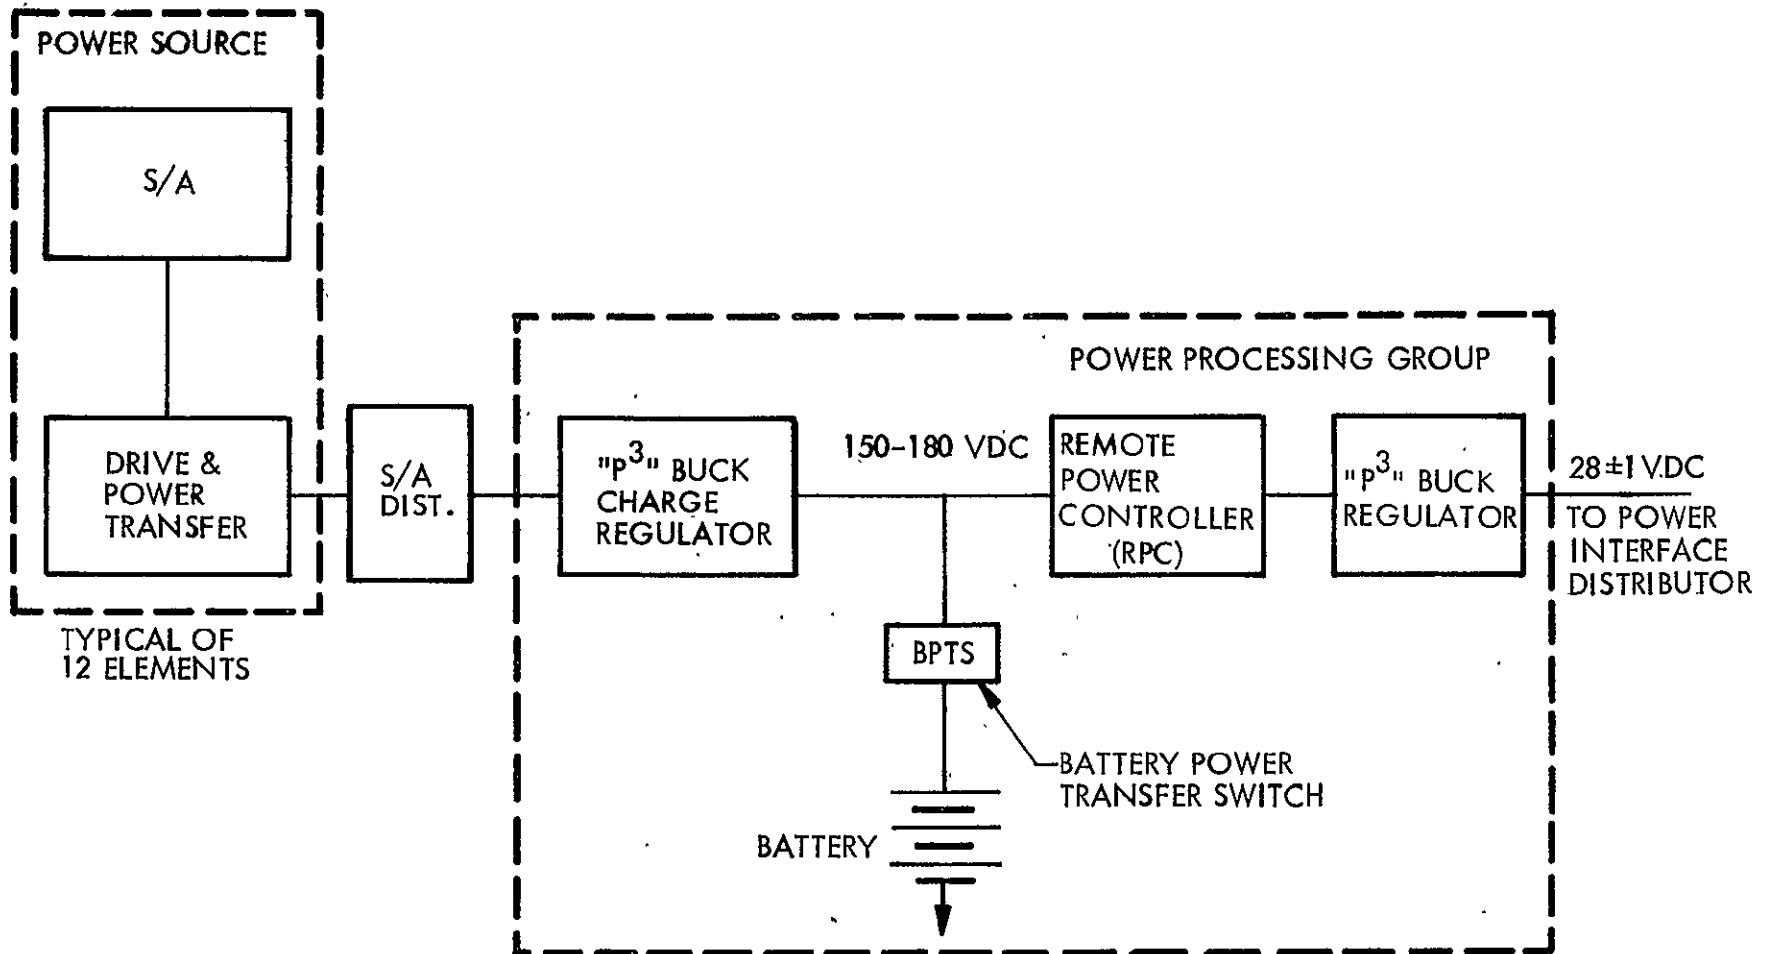 POWER SOURCE
S/A
DRIVE &
POWER
TRANSFER
TYPICAL OF
12 ELEMENTS
S/A
DIST.
POWER PROCESSING GROUP
"P³" BUCK
CHARGE
REGULATOR
150-180 VDC
REMOTE
POWER
CONTROLLER
(RPC)
"P³" BUCK
REGULATOR
28±1 V.DC
TO POWER
INTERFACE
DISTRIBUTOR
BPTS
BATTERY POWER
TRANSFER SWITCH
BATTERY